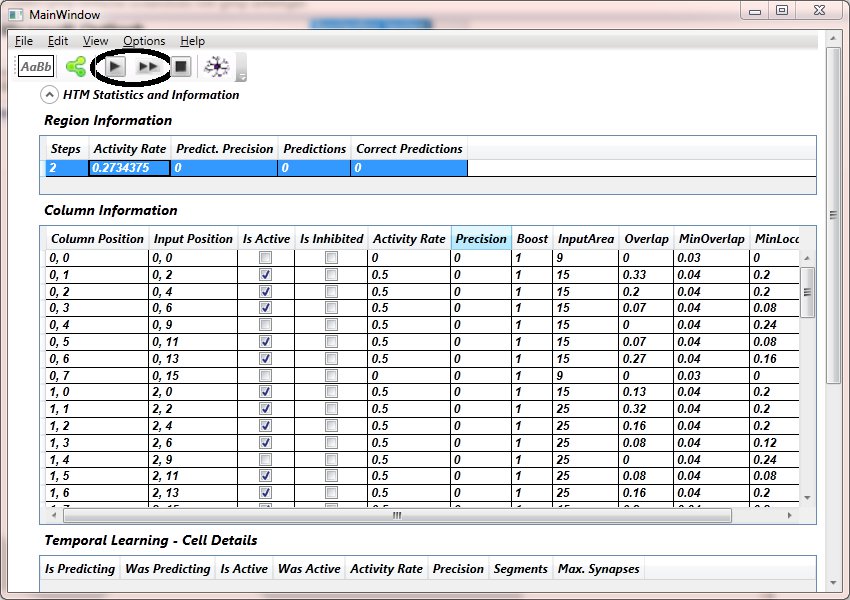 MainWindow
File Edit View Options Help
AaBb
HTM Statistics and Information
Region Information
Steps Activity Rate Predict. Precision Predictions Correct Predictions
2 0.2734375 0 0 0
Column Information
Column Position Input Position Is Active Is Inhibited Activity Rate Precision Boost InputArea Overlap MinOverlap MinLoca
0, 0 0, 0 0 0 1 9 0 0.03 0
0, 1 0, 2 0.5 0 1 15 0.33 0.04 0.2
0, 2 0, 4 0.5 0 1 15 0.2 0.04 0.2
0, 3 0, 6 0.5 0 1 15 0.07 0.04 0.08
0, 4 0, 9 0.5 0 1 15 0 0.04 0.24
0, 5 0, 11 0.5 0 1 15 0.07 0.04 0.08
0, 6 0, 13 0.5 0 1 15 0.27 0.04 0.16
0, 7 0, 15 0 0 1 9 0 0.03 0
1, 0 2, 0 0.5 0 1 15 0.13 0.04 0.2
1, 1 2, 2 0.5 0 1 25 0.32 0.04 0.2
1, 2 2, 4 0.5 0 1 25 0.16 0.04 0.2
1, 3 2, 6 0.5 0 1 25 0.08 0.04 0.12
1, 4 2, 9 0.5 0 1 25 0 0.04 0.24
1, 5 2, 11 0.5 0 1 25 0.08 0.04 0.08
1, 6 2, 13 0.5 0 1 25 0.16 0.04 0.2
Temporal Learning - Cell Details
Is Predicting Was Predicting Is Active Was Active Activity Rate Precision Segments Max. Synapses